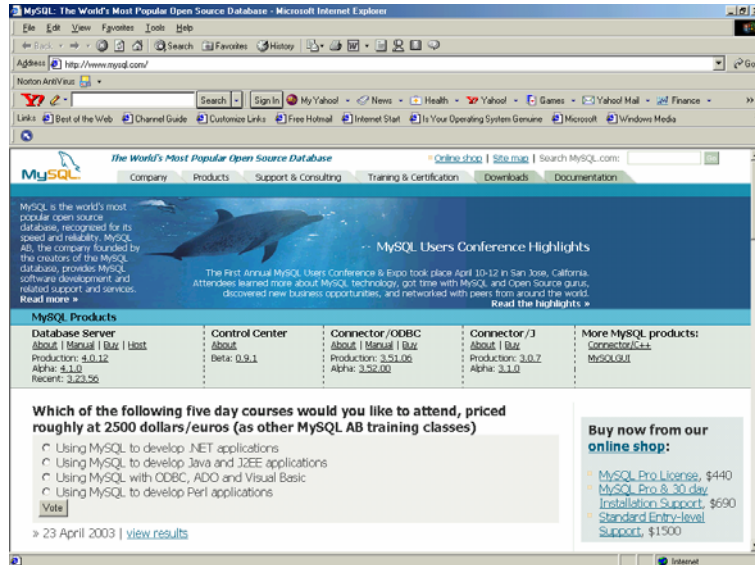 MySQL: The World's Most Popular Open Source Database - Microsoft Internet Explorer
File Edit View Favorites Tools Help
Back Search Favorites History
Address http://www.mysql.com/ Go
Norton AntiVirus
Y! Search Sign In My Yahoo! News Health Yahoo! Games Yahoo! Mail Finance »
Links Best of the Web Channel Guide Customize Links Free Hotmail Internet Start Is Your Operating System Genuine Microsoft Windows Media
The World's Most Popular Open Source Database Online shop | Site map | Search MySQL.com: Go
MySQL
Company Products Support & Consulting Training & Certification Downloads Documentation
MySQL is the world's most
popular open source
database, recognized for its
speed and reliability. MySQL
AB, the company founded by
the creators of the MySQL
database, provides MySQL
software development and
related support and services.
Read more »
MySQL Users Conference Highlights
The First Annual MySQL Users Conference & Expo took place April 10-12 in San Jose, California.
Attendees learned more about MySQL technology, got time with MySQL and Open Source gurus,
discovered new business opportunities, and networked with peers from around the world.
Read the highlights »
MySQL Products
Database Server
About | Manual | Buy | Host
Production: 4.0.12
Alpha: 4.1.0
Recent: 3.23.56
Control Center
About
Beta: 0.9.1
Connector/ODBC
About | Manual | Buy
Production: 3.51.06
Alpha: 3.52.00
Connector/J
About | Buy
Production: 3.0.7
Alpha: 3.1.0
More MySQL products:
Connector/C++
MySQLGUI
Which of the following five day courses would you like to attend, priced
roughly at 2500 dollars/euros (as other MySQL AB training classes)
Using MySQL to develop .NET applications
Using MySQL to develop Java and J2EE applications
Using MySQL with ODBC, ADO and Visual Basic
Using MySQL to develop Perl applications
Vote
» 23 April 2003 | view results
Buy now from our
online shop:
MySQL Pro License, $440
MySQL Pro & 30 day
Installation Support, $690
Standard Entry-level
Support, $1500
Internet